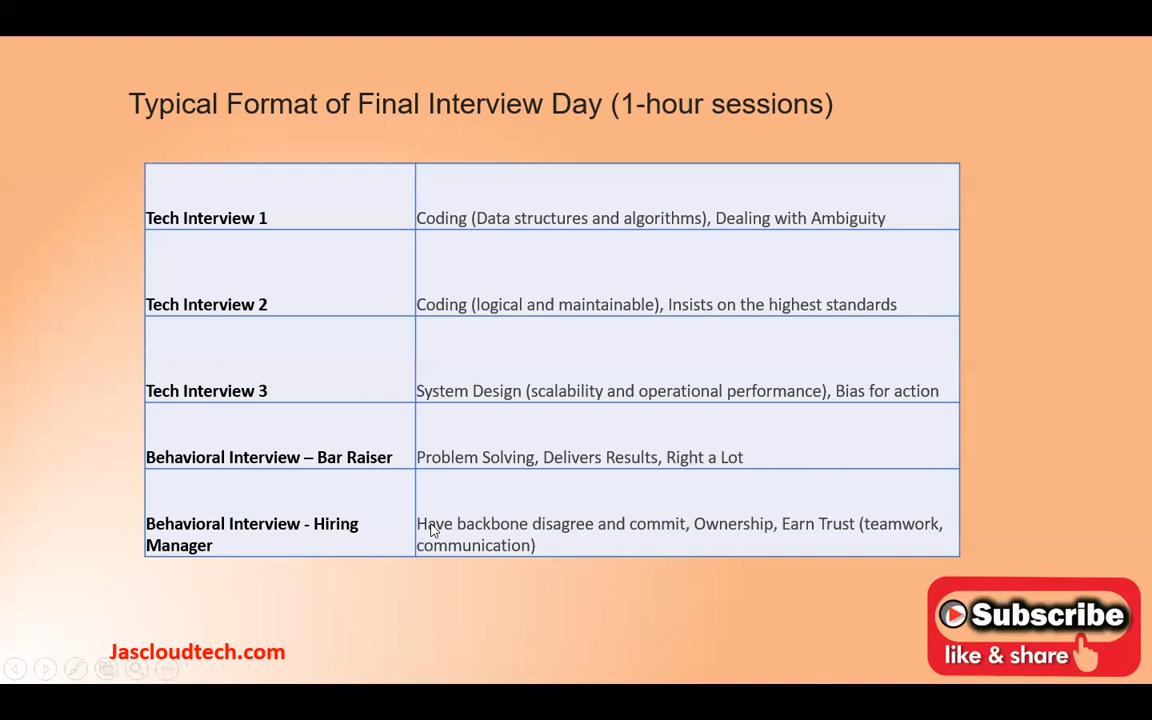 Typical Format of Final Interview Day (1-hour sessions)
Tech Interview 1
Coding (Data structures and algorithms), Dealing with Ambiguity
Tech Interview 2
Coding (logical and maintainable), Insists on the highest standards
Tech Interview 3
System Design (scalability and operational performance), Bias for action
Behavioral Interview – Bar Raiser
Problem Solving, Delivers Results, Right a Lot
Behavioral Interview - Hiring
Manager
Have backbone disagree and commit, Ownership, Earn Trust (teamwork,
communication)
Jascloudtech.com
Subscribe
like & share